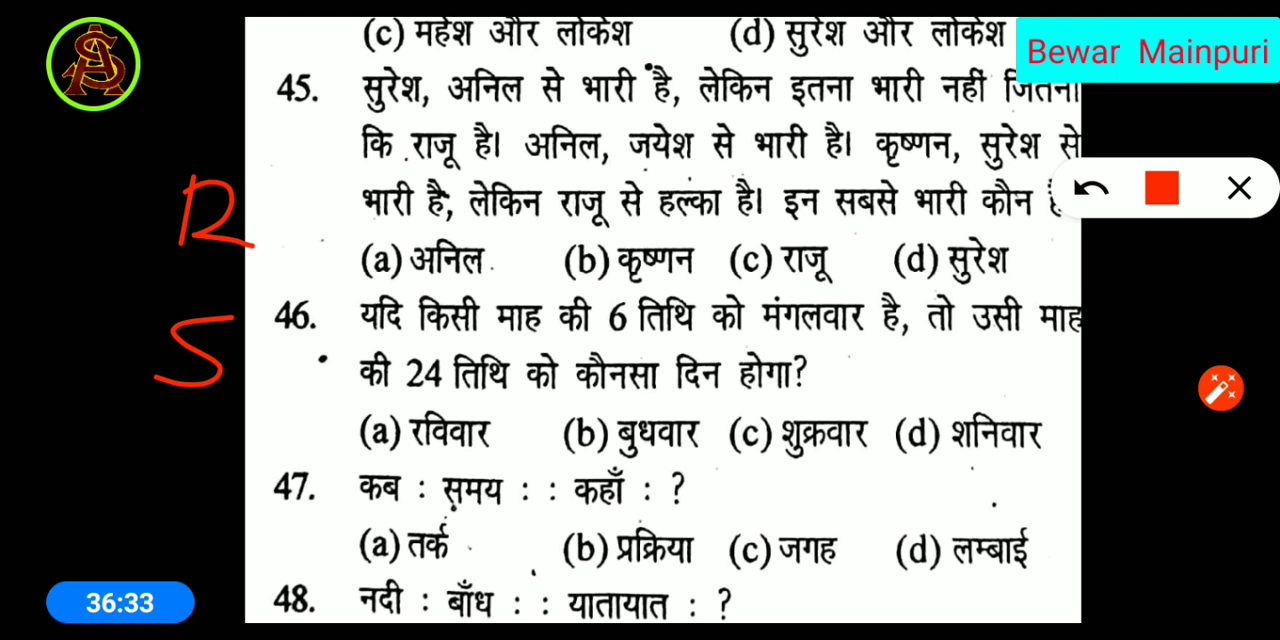 (c) महेश और लोकेश (d) सुरेश और लोकेश
Bewar Mainpuri
45. सुरेश, अनिल से भारी है, लेकिन इतना भारी नहीं जितना
कि राजू है। अनिल, जयेश से भारी है। कृष्णन, सुरेश से
भारी है, लेकिन राजू से हल्का है। इन सबसे भारी कौन
R
(a) अनिल (b) कृष्णन (c) राजू (d) सुरेश
46. यदि किसी माह की 6 तिथि को मंगलवार है, तो उसी माह
S
की 24 तिथि को कौनसा दिन होगा?
(a) रविवार (b) बुधवार (c) शुक्रवार (d) शनिवार
47. कब : समय : : कहाँ : ?
(a) तर्क (b) प्रक्रिया (c) जगह (d) लम्बाई
48. नदी : बाँध : : यातायात : ?
36:33